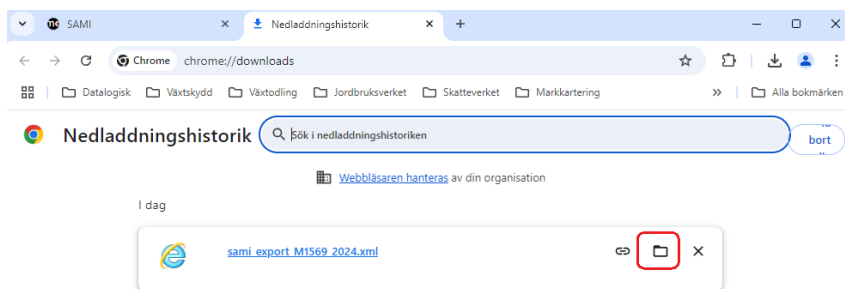 SAMI
Nedladdningshistorik
Chrome chrome://downloads
Datalogisk Växtskydd Växtodling Jordbruksverket Skatteverket Markkartering » Alla bokmärken
Nedladdningshistorik Sök i nedladdningshistoriken bort
Webbläsaren hanteras av din organisation
I dag
sami_export_M1569_2024.xml